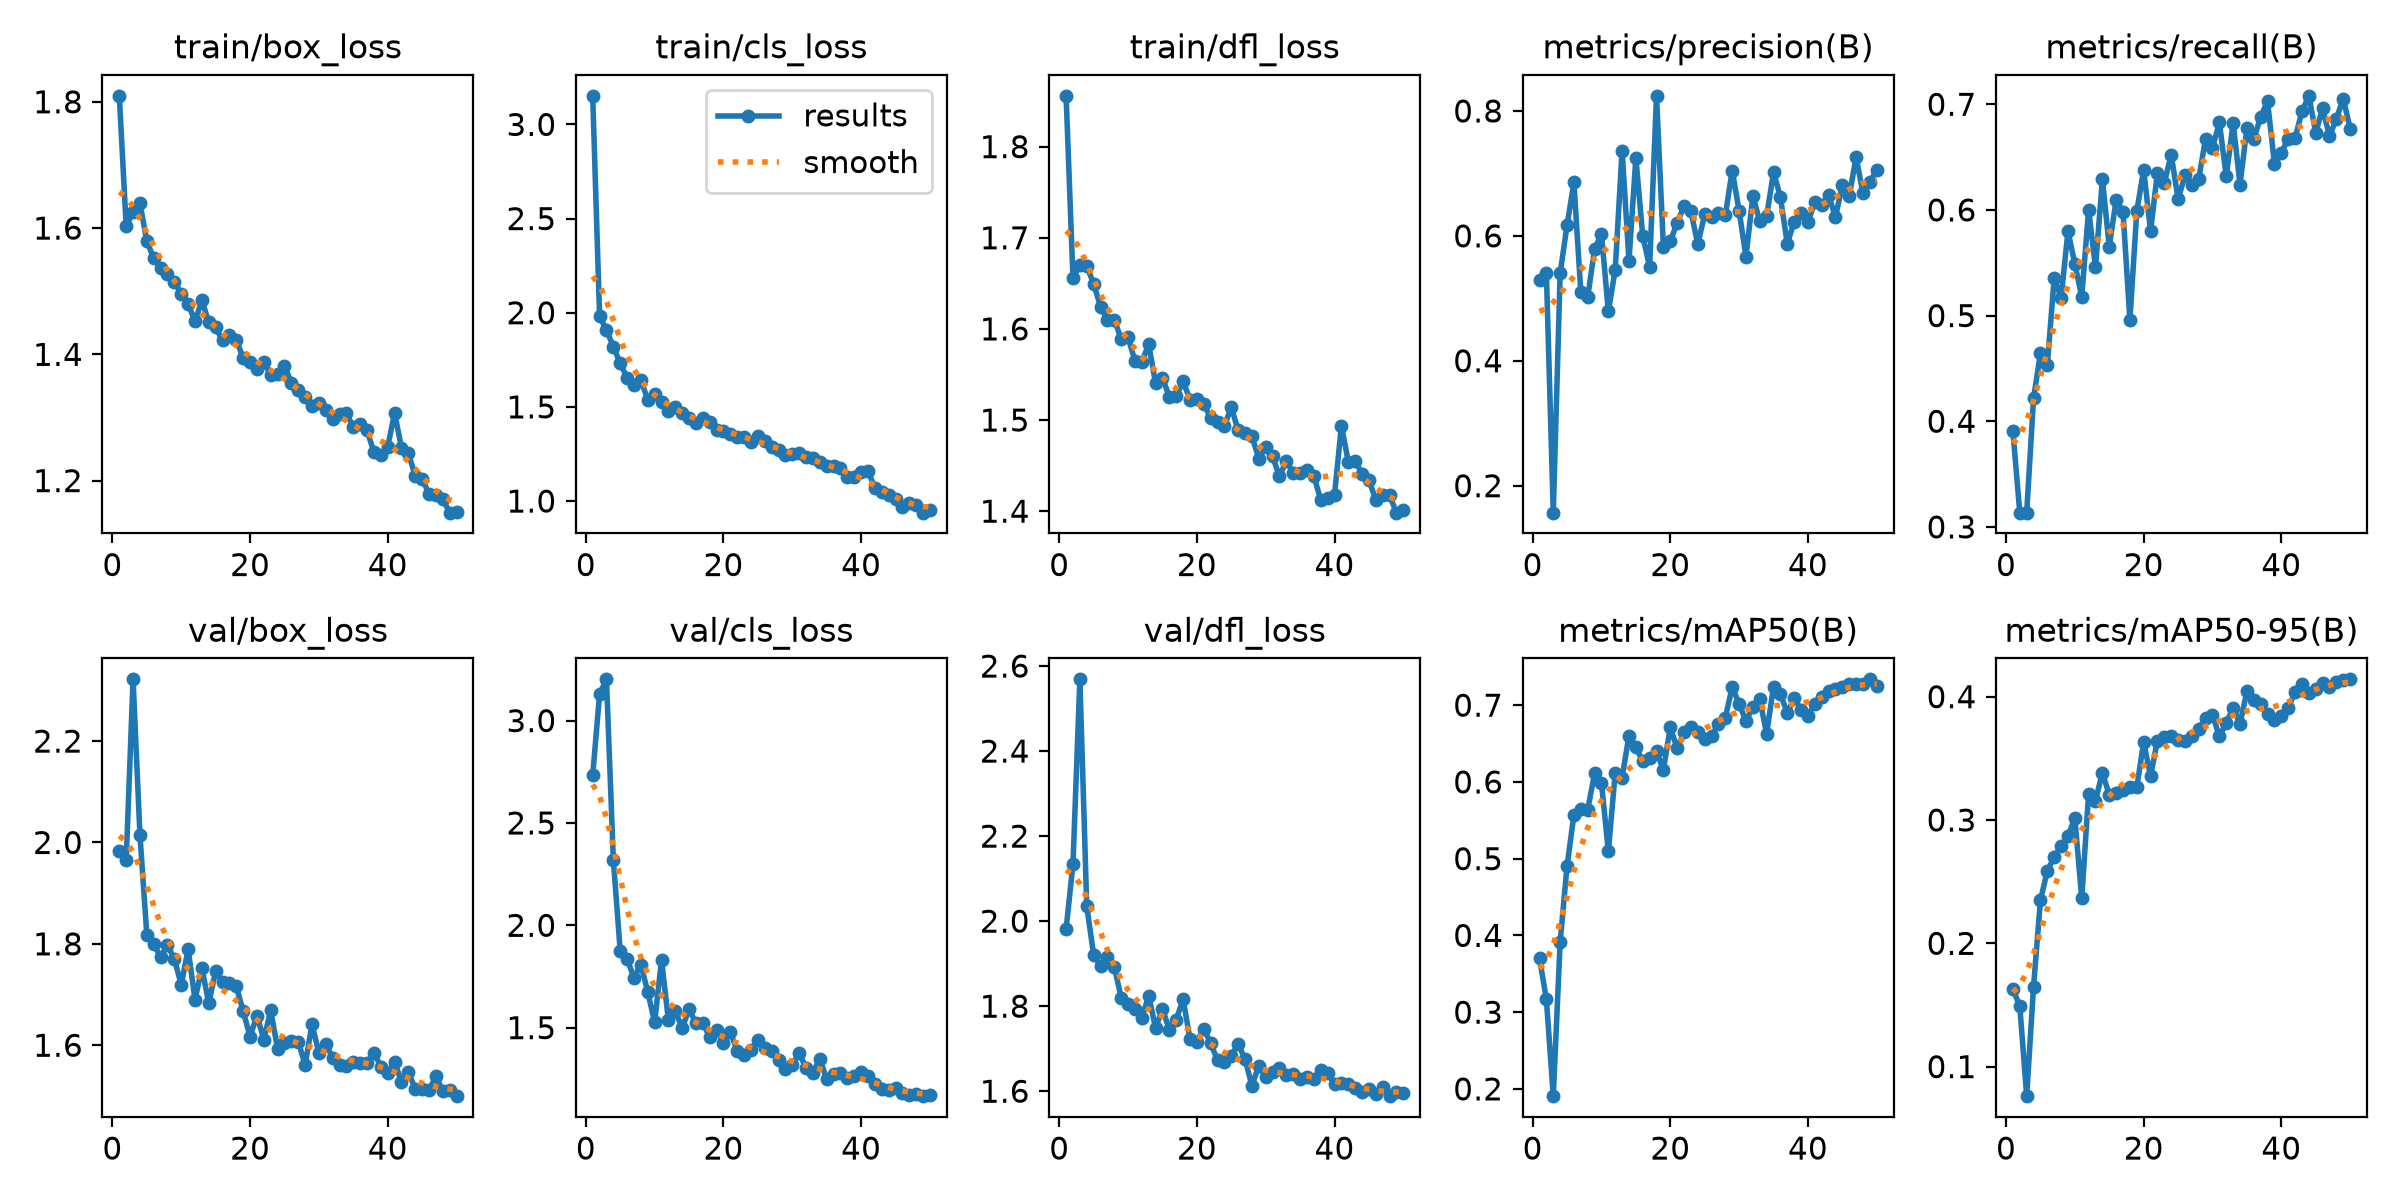 train/box_loss
1.8
1.6
1.4
1.2
0 20 40
train/cls_loss
results
smooth
3.0
2.5
2.0
1.5
1.0
0 20 40
train/dfl_loss
1.8
1.7
1.6
1.5
1.4
0 20 40
metrics/precision(B)
0.8
0.6
0.4
0.2
0 20 40
metrics/recall(B)
0.7
0.6
0.5
0.4
0.3
0 20 40
val/box_loss
2.2
2.0
1.8
1.6
0 20 40
val/cls_loss
3.0
2.5
2.0
1.5
0 20 40
val/dfl_loss
2.6
2.4
2.2
2.0
1.8
1.6
0 20 40
metrics/mAP50(B)
0.7
0.6
0.5
0.4
0.3
0.2
0 20 40
metrics/mAP50-95(B)
0.4
0.3
0.2
0.1
0 20 40